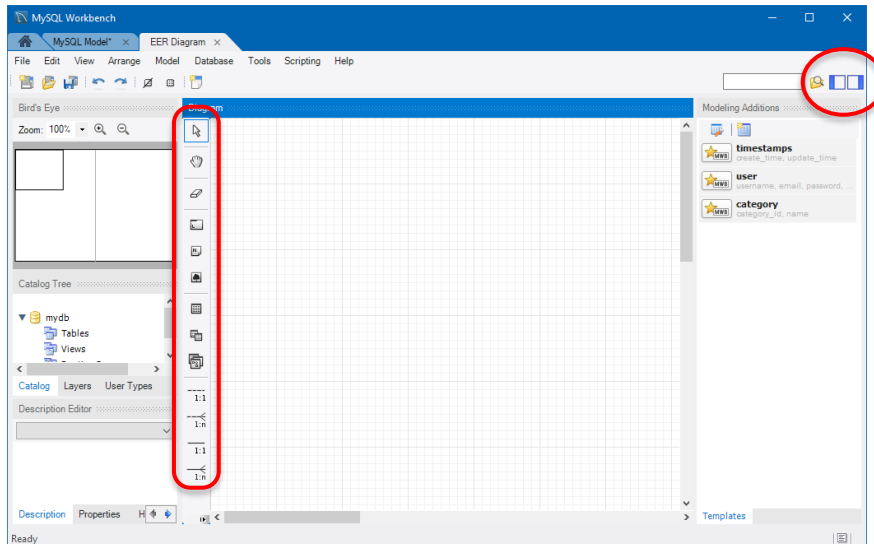 MySQL Workbench
MySQL Model* × EER Diagram ×
File Edit View Arrange Model Database Tools Scripting Help
Bird's Eye
Diagram
Modeling Additions
Zoom: 100%
timestamps
create_time, update_time
user
username, email, password, ...
category
category_id, name
Catalog Tree
mydb
Tables
Views
Catalog Layers User Types
Description Editor
1:1
1:n
1:1
1:n
Description Properties H
Templates
Ready